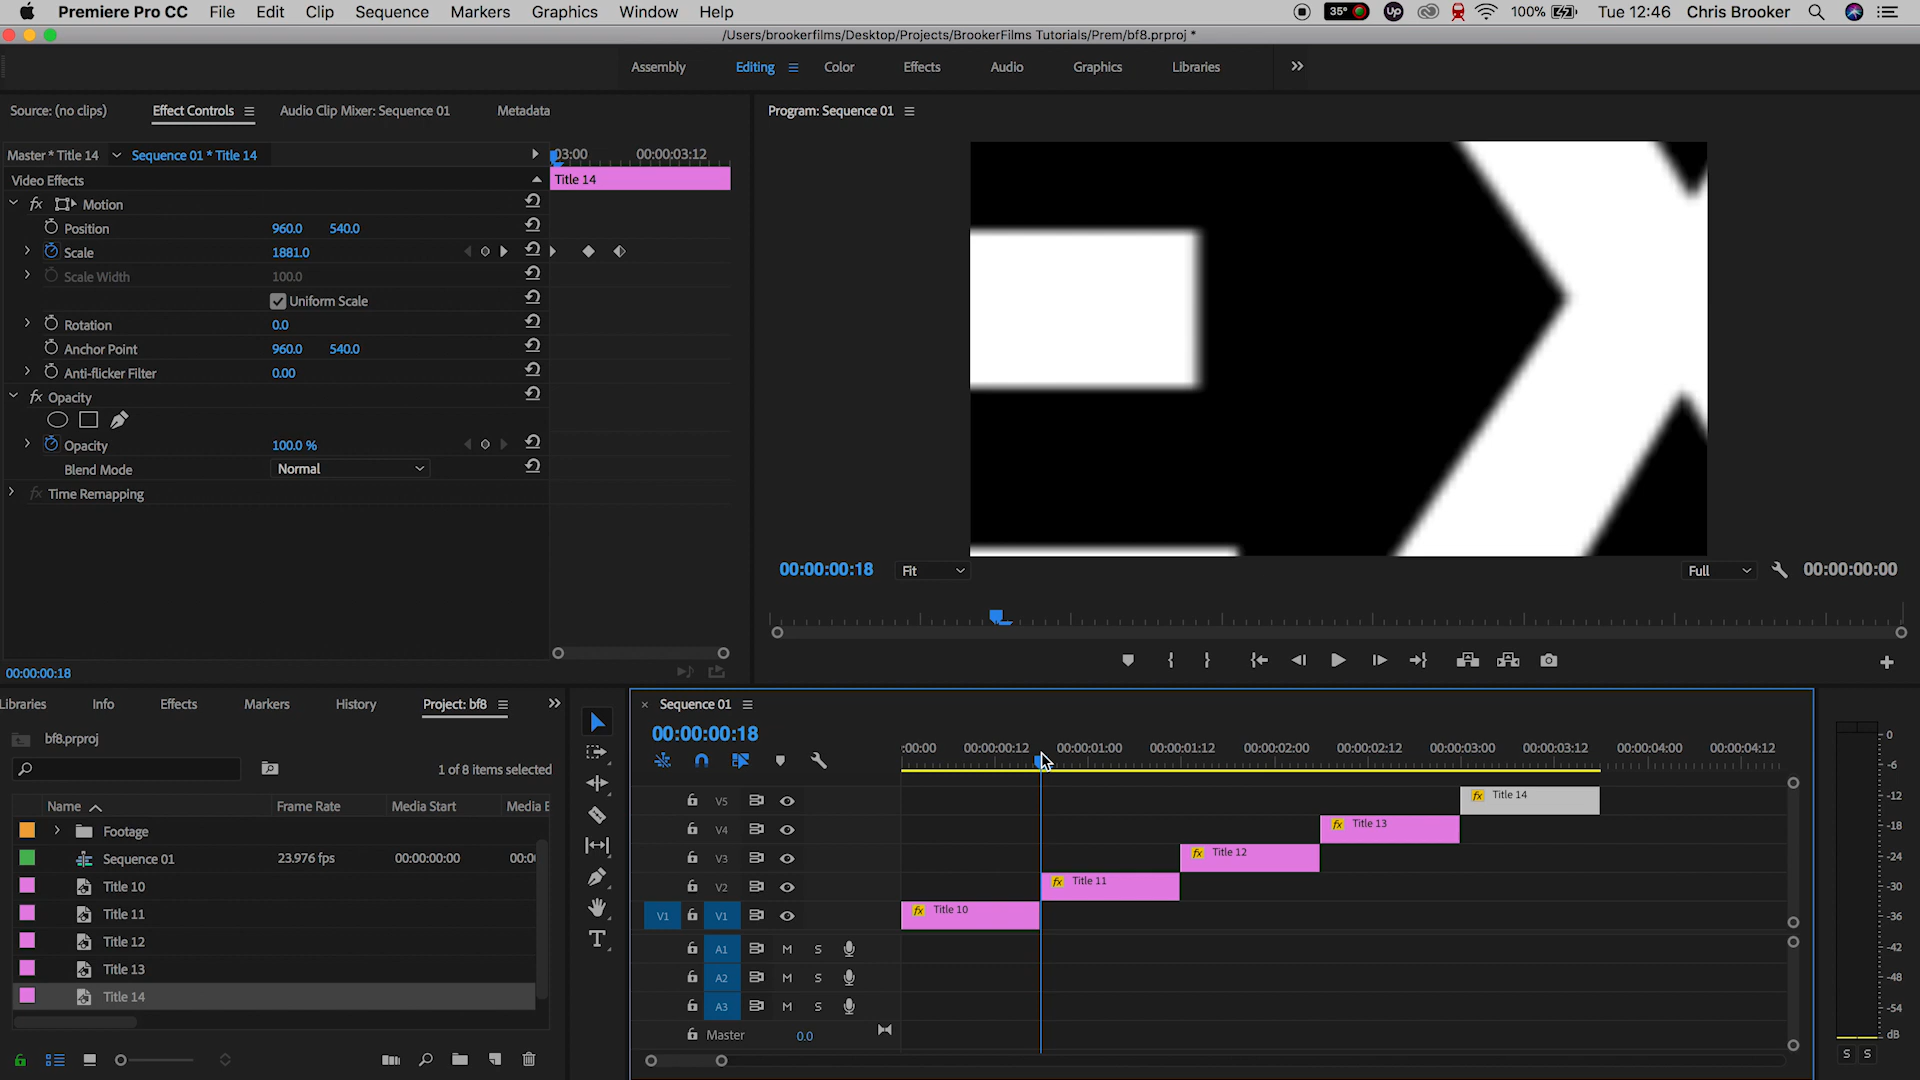 Premiere Pro CC File Edit Clip Sequence Markers Graphics Window Help 35° Up 100% Tue 12:46 Chris Brooker
/Users/brookerfilms/Desktop/Projects/BrookerFilms Tutorials/Prem/bf8.prproj *
Assembly Editing Color Effects Audio Graphics Libraries
Source: (no clips) Effect Controls Audio Clip Mixer: Sequence 01 Metadata
Program: Sequence 01
Master * Title 14 Sequence 01 * Title 14
03:00 00:00:03:12
Video Effects
Title 14
fx Motion
Position 960.0 540.0
Scale 1881.0
Scale Width 100.0
Uniform Scale
Rotation 0.0
Anchor Point 960.0 540.0
Anti-flicker Filter 0.00
fx Opacity
Opacity 100.0 %
Blend Mode Normal
fx Time Remapping
00:00:00:18
00:00:00:18 Fit Full 00:00:00:00
Libraries Info Effects Markers History Project: bf8
bf8.prproj
1 of 8 items selected
Name Frame Rate Media Start Media E
Footage
Sequence 01 23.976 fps 00:00:00:00 00:0
Title 10
Title 11
Title 12
Title 13
Title 14
Sequence 01
00:00:00:18
:00:00 00:00:00:12 00:00:01:00 00:00:01:12 00:00:02:00 00:00:02:12 00:00:03:00 00:00:03:12 00:00:04:00 00:00:04:12
V5 fx Title 14
V4 fx Title 13
V3 fx Title 12
V2 fx Title 11
V1 V1 fx Title 10
A1 M S
A2 M S
A3 M S
Master 0.0
0
-6
-12
-18
-24
-30
-36
-42
-48
-54
dB
S S